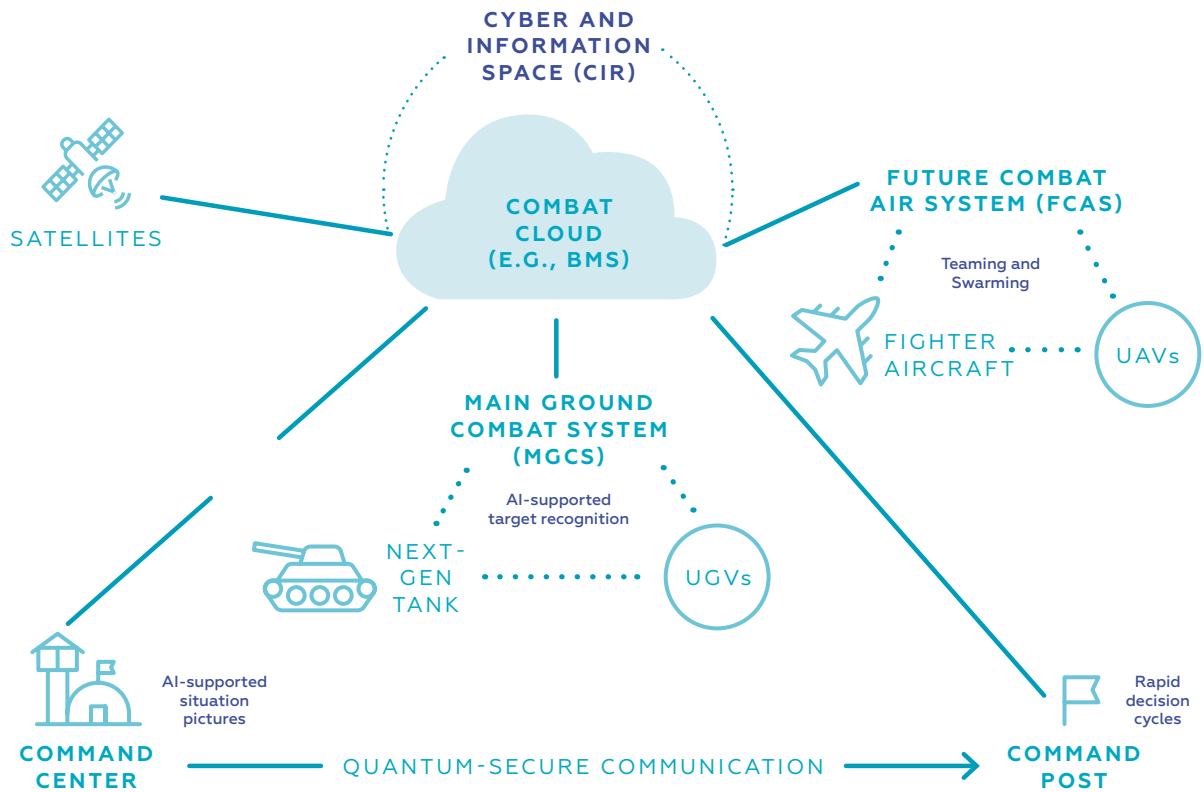 CYBER AND
INFORMATION
SPACE (CIR)
COMBAT
CLOUD
(E.G., BMS)
SATELLITES
FUTURE COMBAT
AIR SYSTEM (FCAS)
Teaming and
Swarming
FIGHTER
AIRCRAFT
UAVs
MAIN GROUND
COMBAT SYSTEM
(MGCS)
AI-supported
target recognition
NEXT-
GEN
TANK
UGVs
AI-supported
situation
pictures
COMMAND
CENTER
QUANTUM-SECURE COMMUNICATION
Rapid
decision
cycles
COMMAND
POST